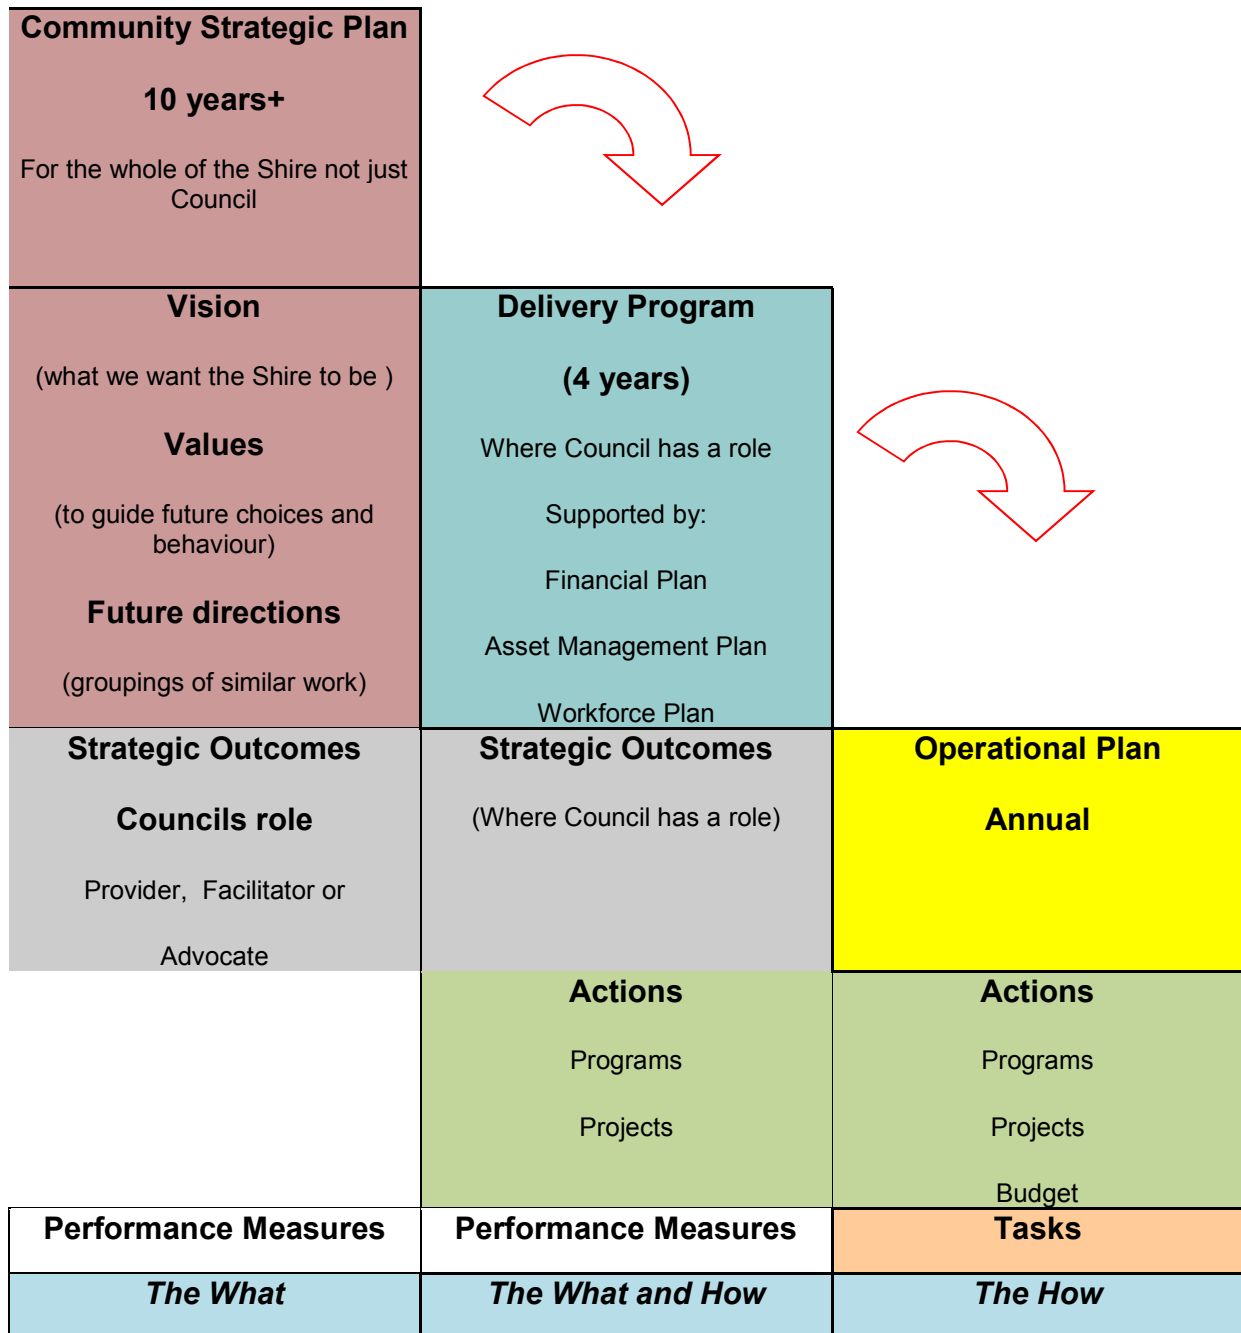 Community Strategic Plan
10 years+
For the whole of the Shire not just
Council
Vision
(what we want the Shire to be )
Values
(to guide future choices and
behaviour)
Future directions
(groupings of similar work)
Delivery Program
(4 years)
Where Council has a role
Supported by:
Financial Plan
Asset Management Plan
Workforce Plan
Strategic Outcomes
Councils role
Provider, Facilitator or
Advocate
Strategic Outcomes
(Where Council has a role)
Operational Plan
Annual
Actions
Programs
Projects
Actions
Programs
Projects
Budget
Performance Measures
Performance Measures
Tasks
The What
The What and How
The How